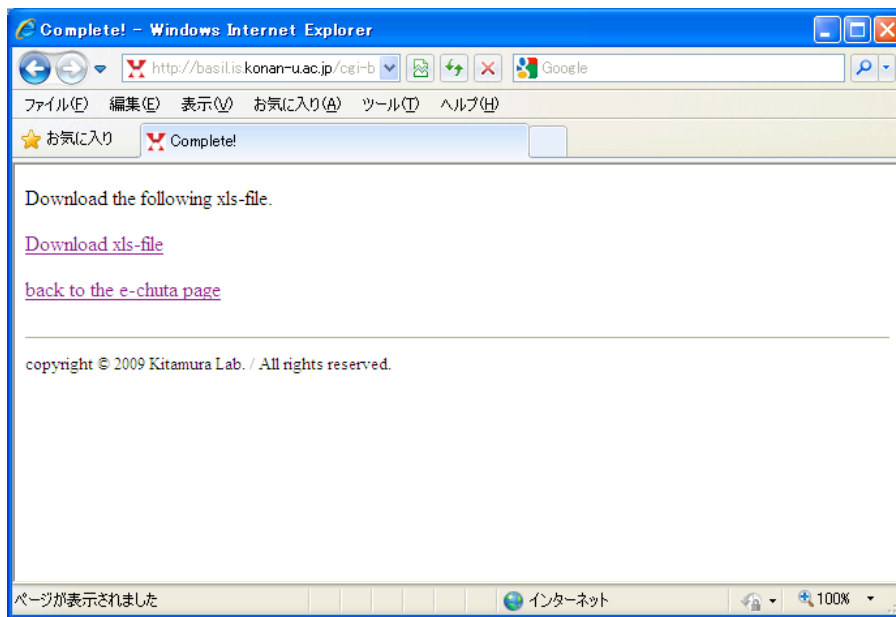 Complete! - Windows Internet Explorer
http://basil.is.konan-u.ac.jp/cgi-b
Google
ファイル(F) 編集(E) 表示(V) お気に入り(A) ツール(T) ヘルプ(H)
お気に入り Complete!
Download the following xls-file.
Download xls-file
back to the e-chuta page
copyright © 2009 Kitamura Lab. / All rights reserved.
ページが表示されました インターネット 100%